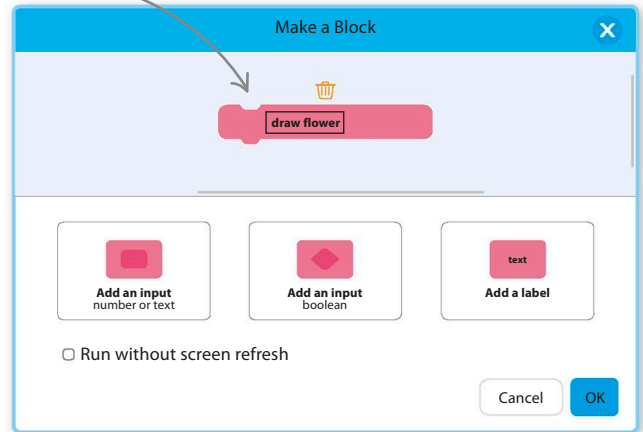 Make a Block
X
draw flower
text
Add an input
number or text
Add an input
boolean
Add a label
Run without screen refresh
Cancel
OK